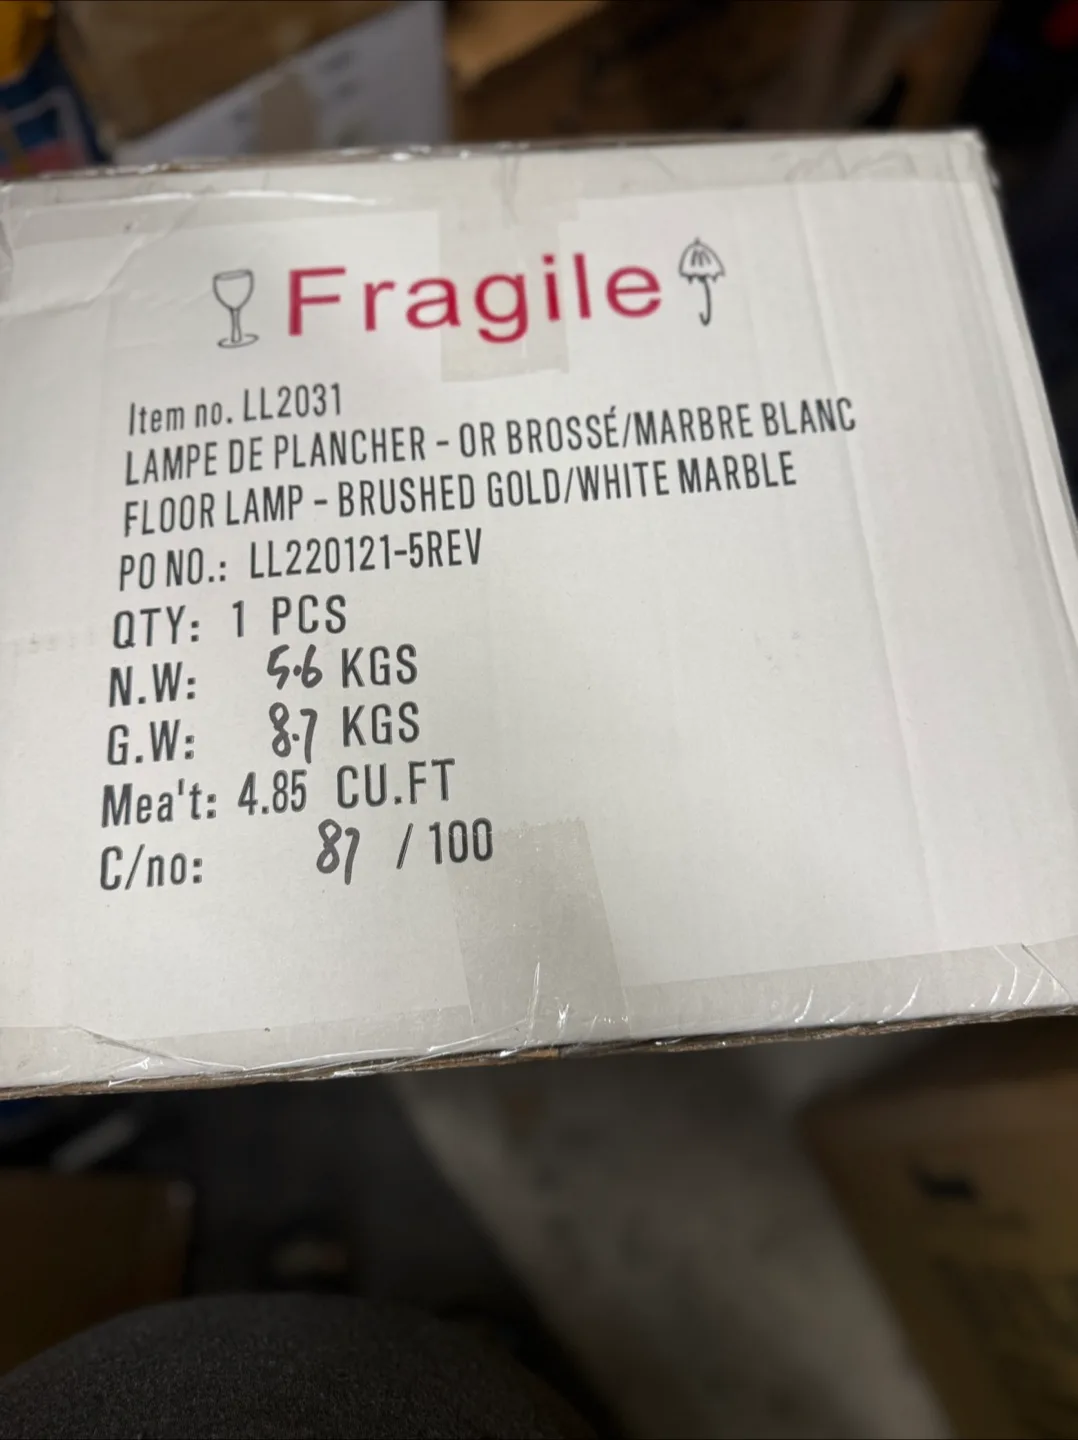 Fragile
Item no. LL2031
LAMPE DE PLANCHER - OR BROSSÉ/MARBRE BLANC
FLOOR LAMP - BRUSHED GOLD/WHITE MARBLE
PO NO.: LL220121-5REV
QTY: 1 PCS
N.W: 5.6 KGS
G.W: 8.7 KGS
Mea't: 4.85 CU.FT
C/no: 87 / 100